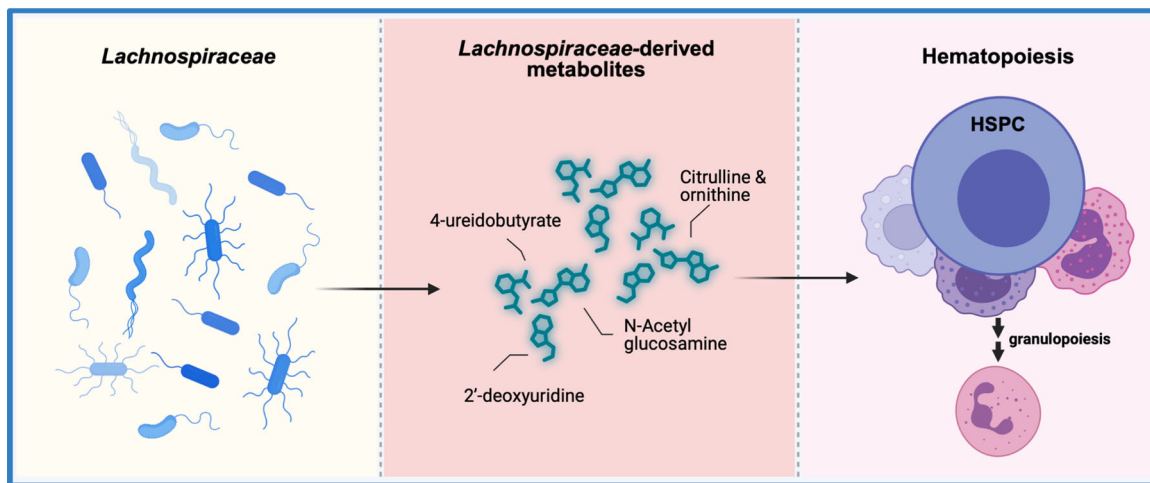 Lachnospiraceae
Lachnospiraceae-derived
metabolites
4-ureidobutyrate
Citrulline &
ornithine
N-Acetyl
glucosamine
2′-deoxyuridine
Hematopoiesis
HSPC
granulopoiesis